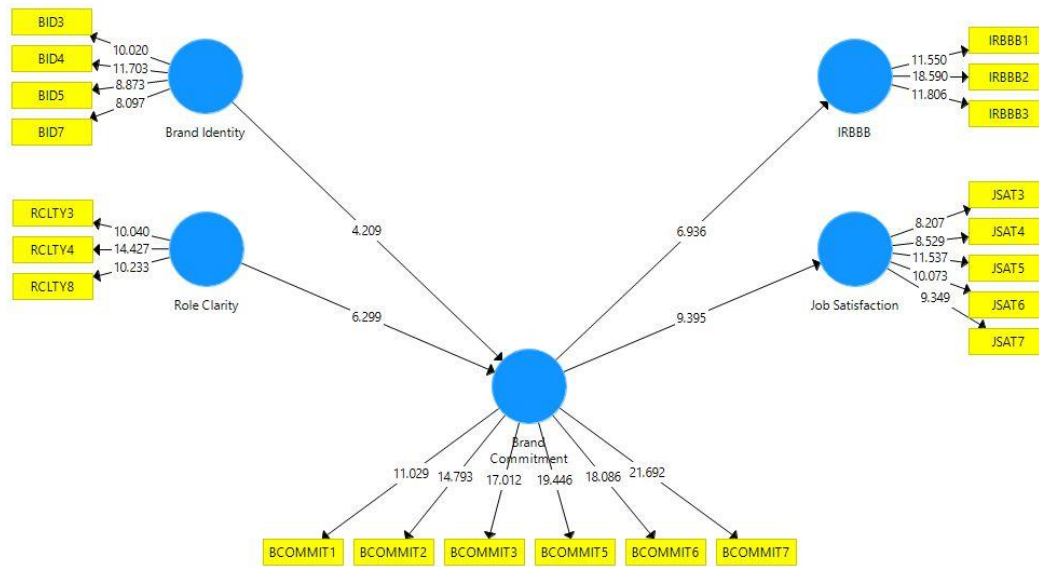 BID3
BID4
BID5
BID7
10.020
11.703
8.873
8.097
Brand Identity
RCLTY3
RCLTY4
RCLTY8
10.040
14.427
10.233
Role Clarity
4.209
6.299
IRBBB
11.550
18.590
11.806
IRBBB1
IRBBB2
IRBBB3
6.936
9.395
Job Satisfaction
8.207
8.529
11.537
10.073
9.349
JSAT3
JSAT4
JSAT5
JSAT6
JSAT7
Brand
Commitment
11.029
14.793
17.012
19.446
18.086
21.692
BCOMMIT1
BCOMMIT2
BCOMMIT3
BCOMMIT5
BCOMMIT6
BCOMMIT7